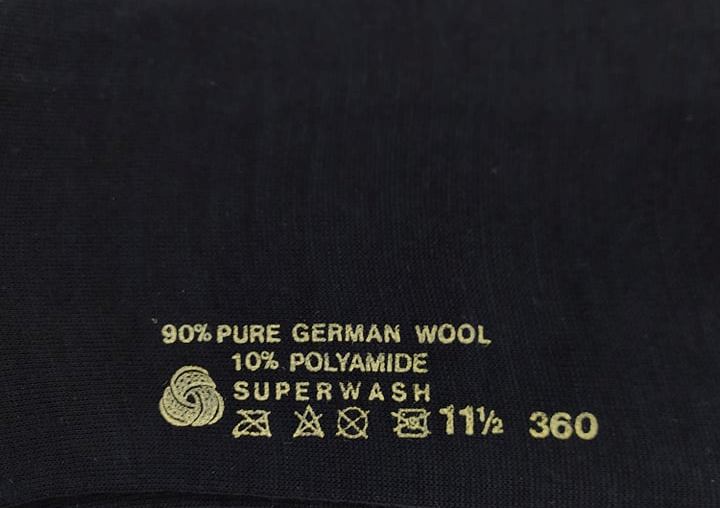 90% PURE GERMAN WOOL
10% POLYAMIDE
SUPERWASH
11½ 360